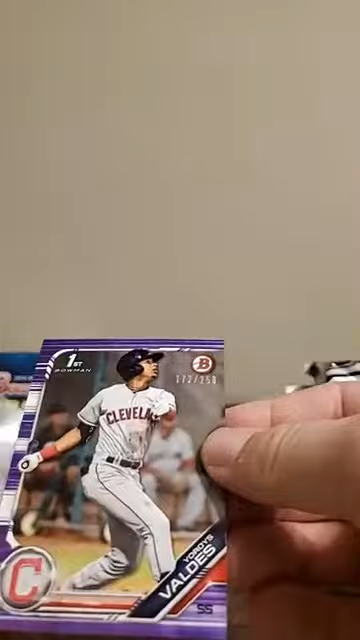 1ST
BOWMAN
B
172/250
CLEVELAND
YORDYS
VALDES
C
SS